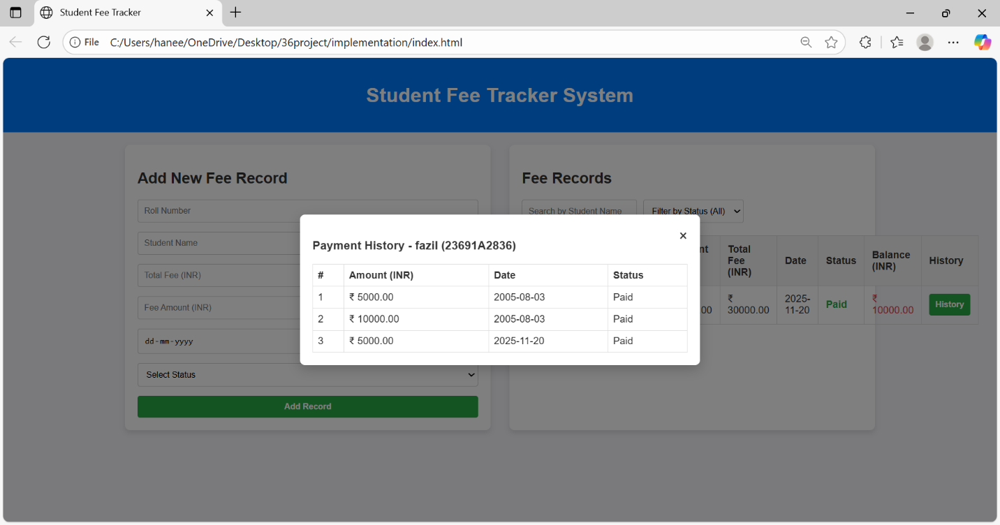 Student Fee Tracker
File C:/Users/hanee/OneDrive/Desktop/36project/implementation/index.html
Student Fee Tracker System
Add New Fee Record
Roll Number
Student Name
Total Fee (INR)
Fee Amount (INR)
dd-mm-yyyy
Select Status
Add Record
Fee Records
Search by Student Name Filter by Status (All)
nt Total Fee (INR) Date Status Balance (INR) History
00 ₹ 30000.00 2025-11-20 Paid ₹ 10000.00 History
×
Payment History - fazil (23691A2836)
# Amount (INR) Date Status
1 ₹ 5000.00 2005-08-03 Paid
2 ₹ 10000.00 2005-08-03 Paid
3 ₹ 5000.00 2025-11-20 Paid